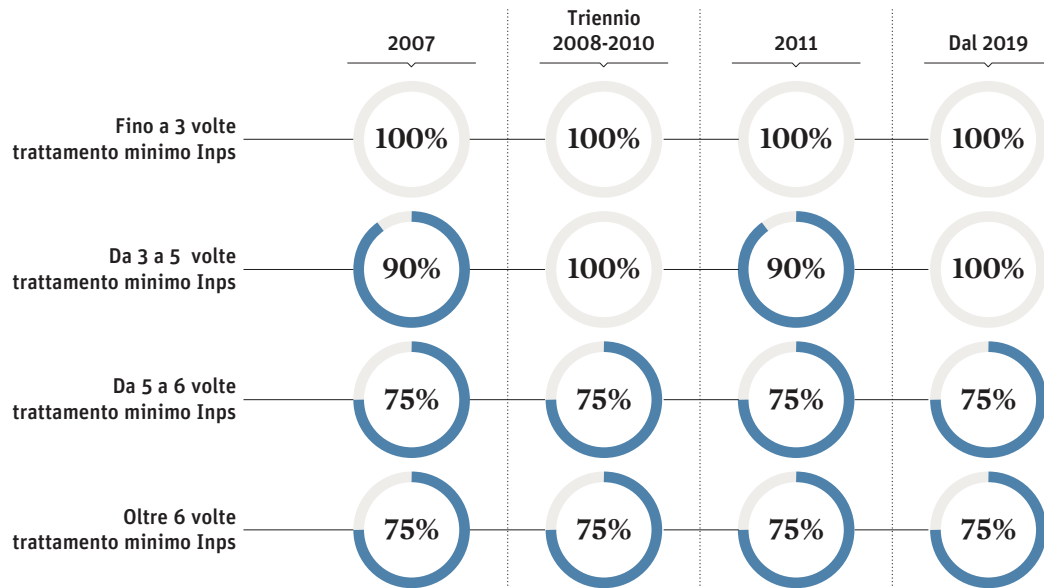 2007
Triennio
2008-2010
2011
Dal 2019
Fino a 3 volte
trattamento minimo Inps
100%
100%
100%
100%
Da 3 a 5 volte
trattamento minimo Inps
90%
100%
90%
100%
Da 5 a 6 volte
trattamento minimo Inps
75%
75%
75%
75%
Oltre 6 volte
trattamento minimo Inps
75%
75%
75%
75%